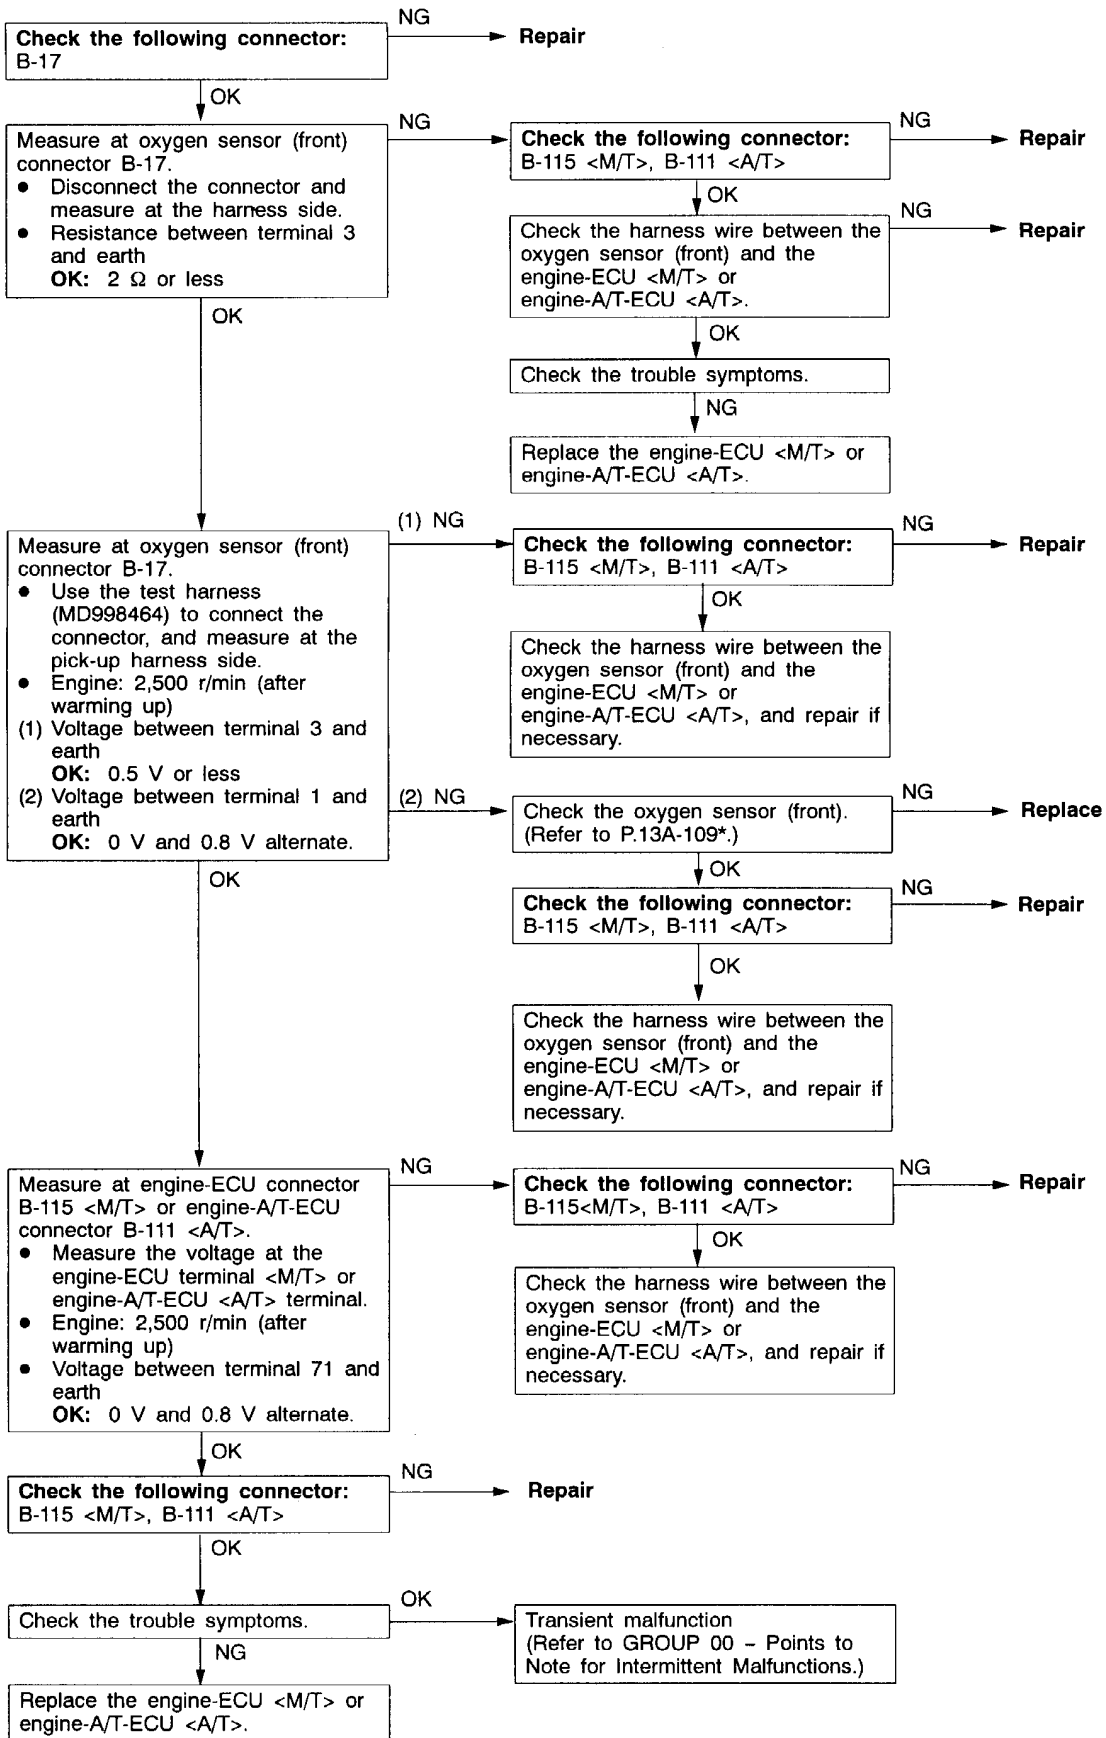 NG
Check the following connector:
B-17
Repair
OK
Measure at oxygen sensor (front)
connector B-17.
● Disconnect the connector and
measure at the harness side.
● Resistance between terminal 3
and earth
OK: 2 Ω or less
NG
Check the following connector:
B-115 <M/T>, B-111 <A/T>
NG
Repair
OK
Check the harness wire between the
oxygen sensor (front) and the
engine-ECU <M/T> or
engine-A/T-ECU <A/T>.
NG
Repair
OK
Check the trouble symptoms.
NG
Replace the engine-ECU <M/T> or
engine-A/T-ECU <A/T>.
OK
Measure at oxygen sensor (front)
connector B-17.
● Use the test harness
(MD998464) to connect the
connector, and measure at the
pick-up harness side.
● Engine: 2,500 r/min (after
warming up)
(1) Voltage between terminal 3 and
earth
OK: 0.5 V or less
(2) Voltage between terminal 1 and
earth
OK: 0 V and 0.8 V alternate.
(1) NG
Check the following connector:
B-115 <M/T>, B-111 <A/T>
NG
Repair
OK
Check the harness wire between the
oxygen sensor (front) and the
engine-ECU <M/T> or
engine-A/T-ECU <A/T>, and repair if
necessary.
(2) NG
Check the oxygen sensor (front).
(Refer to P.13A-109*.)
NG
Replace
OK
Check the following connector:
B-115 <M/T>, B-111 <A/T>
NG
Repair
OK
Check the harness wire between the
oxygen sensor (front) and the
engine-ECU <M/T> or
engine-A/T-ECU <A/T>, and repair if
necessary.
OK
Measure at engine-ECU connector
B-115 <M/T> or engine-A/T-ECU
connector B-111 <A/T>.
● Measure the voltage at the
engine-ECU terminal <M/T> or
engine-A/T-ECU <A/T> terminal.
● Engine: 2,500 r/min (after
warming up)
● Voltage between terminal 71 and
earth
OK: 0 V and 0.8 V alternate.
NG
Check the following connector:
B-115<M/T>, B-111 <A/T>
NG
Repair
OK
Check the harness wire between the
oxygen sensor (front) and the
engine-ECU <M/T> or
engine-A/T-ECU <A/T>, and repair if
necessary.
OK
Check the following connector:
B-115 <M/T>, B-111 <A/T>
NG
Repair
OK
Check the trouble symptoms.
OK
Transient malfunction
(Refer to GROUP 00 – Points to
Note for Intermittent Malfunctions.)
NG
Replace the engine-ECU <M/T> or
engine-A/T-ECU <A/T>.